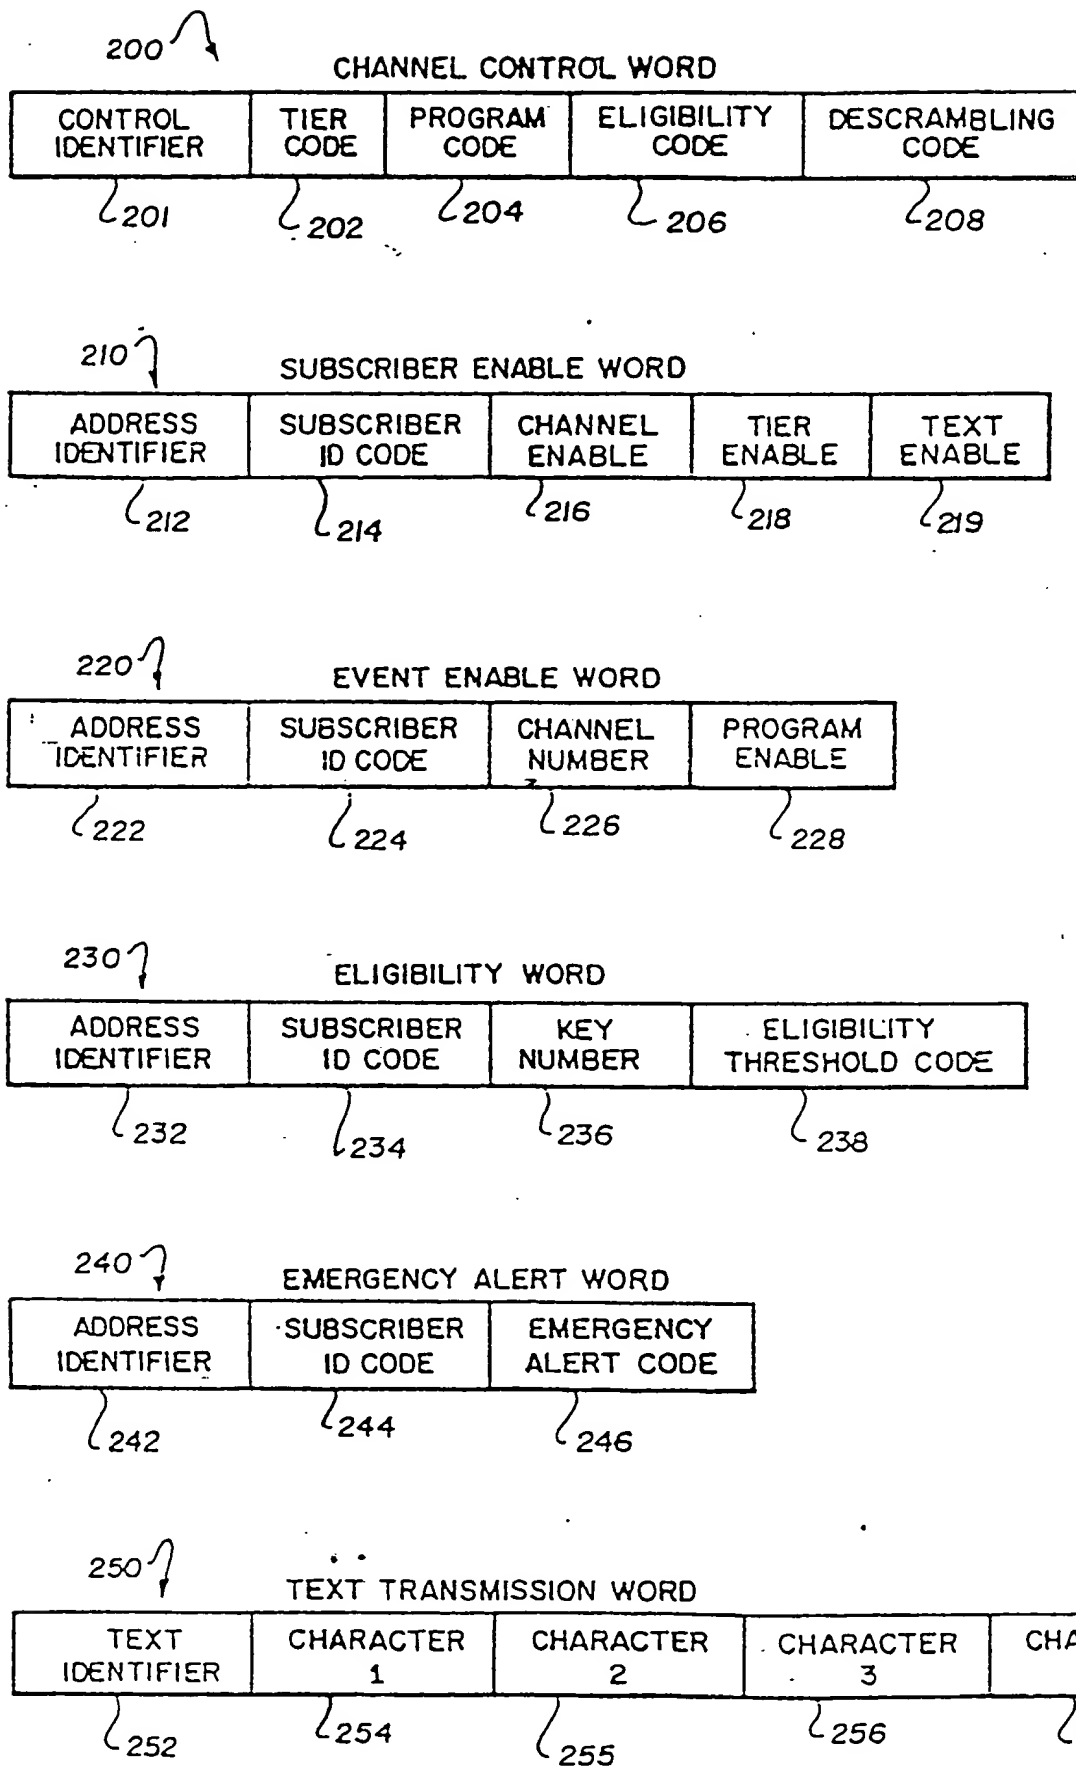 200
CHANNEL CONTROL WORD
CONTROL IDENTIFIER TIER CODE PROGRAM CODE ELIGIBILITY CODE DESCRAMBLING CODE
201 202 204 206 208
210
SUBSCRIBER ENABLE WORD
ADDRESS IDENTIFIER SUBSCRIBER ID CODE CHANNEL ENABLE TIER ENABLE TEXT ENABLE
212 214 216 218 219
220
EVENT ENABLE WORD
ADDRESS IDENTIFIER SUBSCRIBER ID CODE CHANNEL NUMBER PROGRAM ENABLE
222 224 226 228
230
ELIGIBILITY WORD
ADDRESS IDENTIFIER SUBSCRIBER ID CODE KEY NUMBER ELIGIBILITY THRESHOLD CODE
232 234 236 238
240
EMERGENCY ALERT WORD
ADDRESS IDENTIFIER SUBSCRIBER ID CODE EMERGENCY ALERT CODE
242 244 246
250
TEXT TRANSMISSION WORD
TEXT IDENTIFIER CHARACTER 1 CHARACTER 2 CHARACTER 3
252 254 255 256